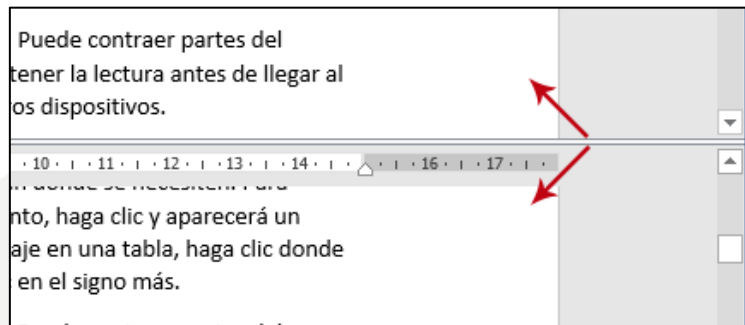 Puede contraer partes del
tener la lectura antes de llegar al
os dispositivos.
10 11 12 13 14 16 17
nto, haga clic y aparecerá un
aje en una tabla, haga clic donde
en el signo más.